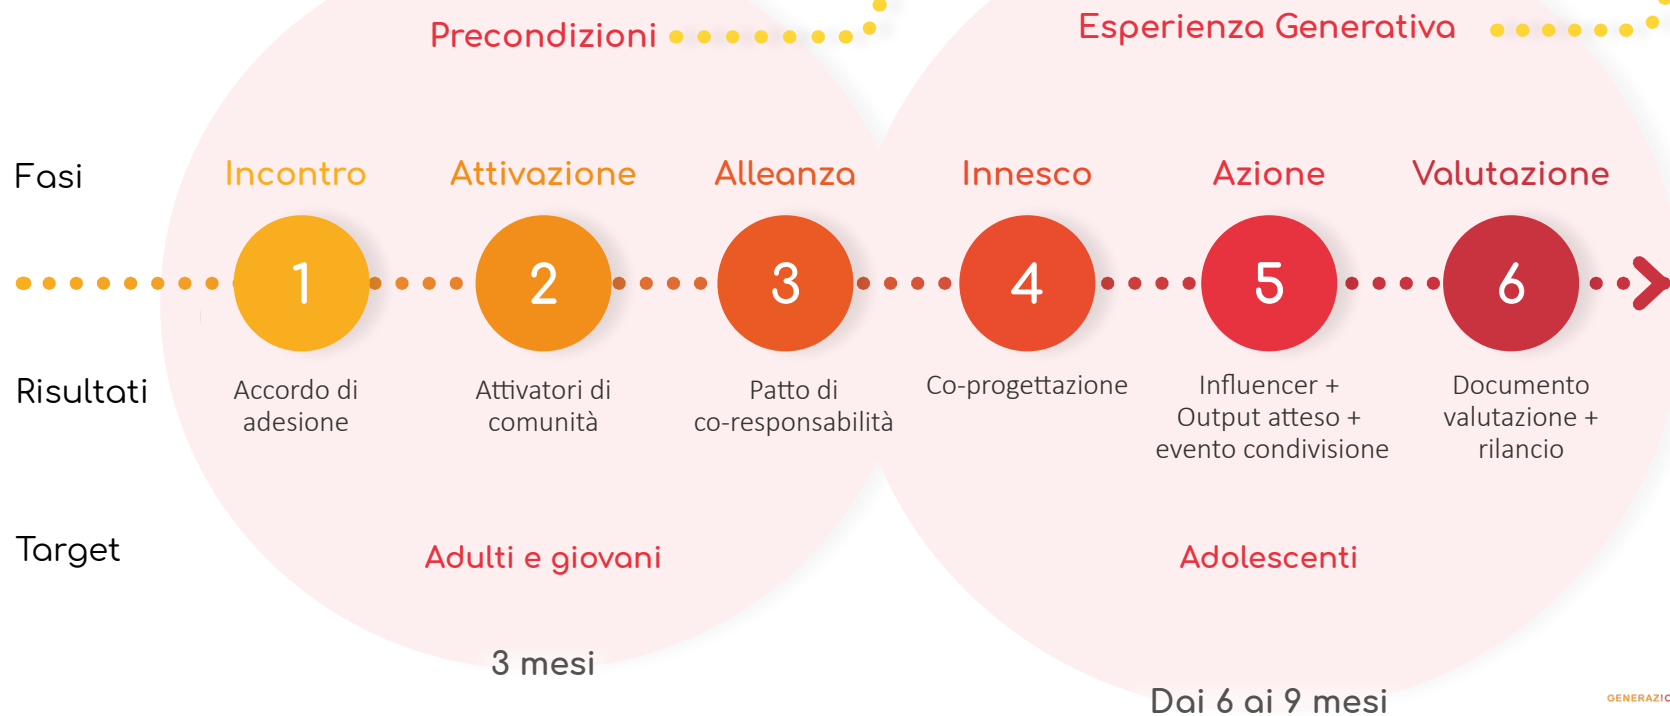 Precondizioni
Esperienza Generativa
Fasi
Incontro
Attivazione
Alleanza
Innesco
Azione
Valutazione
1
2
3
4
5
6
Risultati
Accordo di
adesione
Attivatori di
comunità
Patto di
co-responsabilità
Co-progettazione
Influencer +
Output atteso +
evento condivisione
Documento
valutazione +
rilancio
Target
Adulti e giovani
Adolescenti
3 mesi
Dai 6 ai 9 mesi